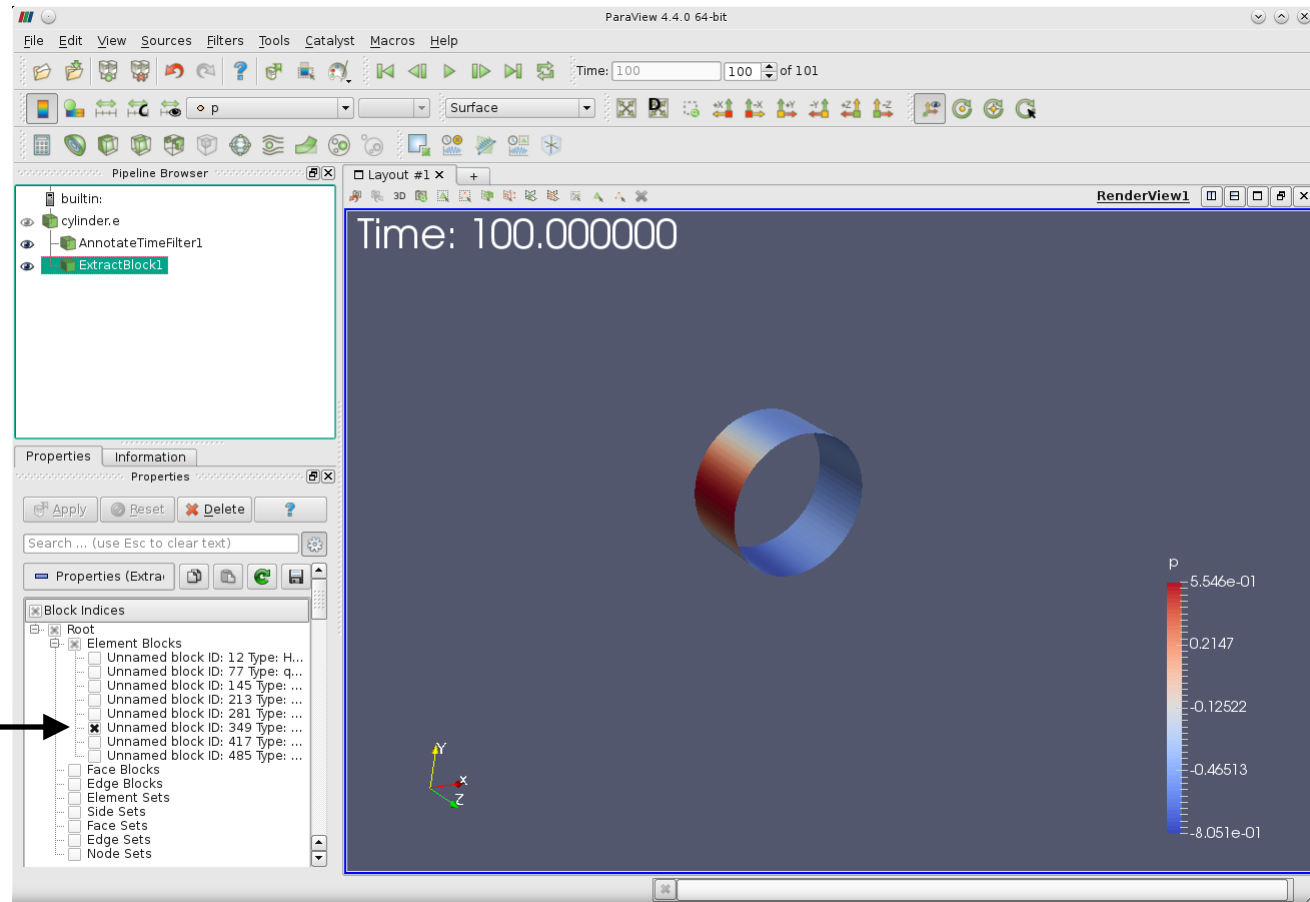 ParaView 4.4.0 64-bit
File Edit View Sources Filters Tools Catalyst Macros Help
Time: 100 100 of 101
p Surface
Pipeline Browser
Layout #1 +
3D
RenderView1
builtin:
cylinder.e
AnnotateTimeFilter1
ExtractBlock1
Time: 100.000000
Properties Information
Properties
Apply Reset Delete ?
Search ... (use Esc to clear text)
Properties (Extra
Block Indices
Root
Element Blocks
Unnamed block ID: 12 Type: H...
Unnamed block ID: 77 Type: q...
Unnamed block ID: 145 Type: ...
Unnamed block ID: 213 Type: ...
Unnamed block ID: 281 Type: ...
Unnamed block ID: 349 Type: ...
Unnamed block ID: 417 Type: ...
Unnamed block ID: 485 Type: ...
Face Blocks
Edge Blocks
Element Sets
Side Sets
Face Sets
Edge Sets
Node Sets
Y
X
Z
p
5.546e-01
0.2147
-0.12522
-0.46513
-8.051e-01